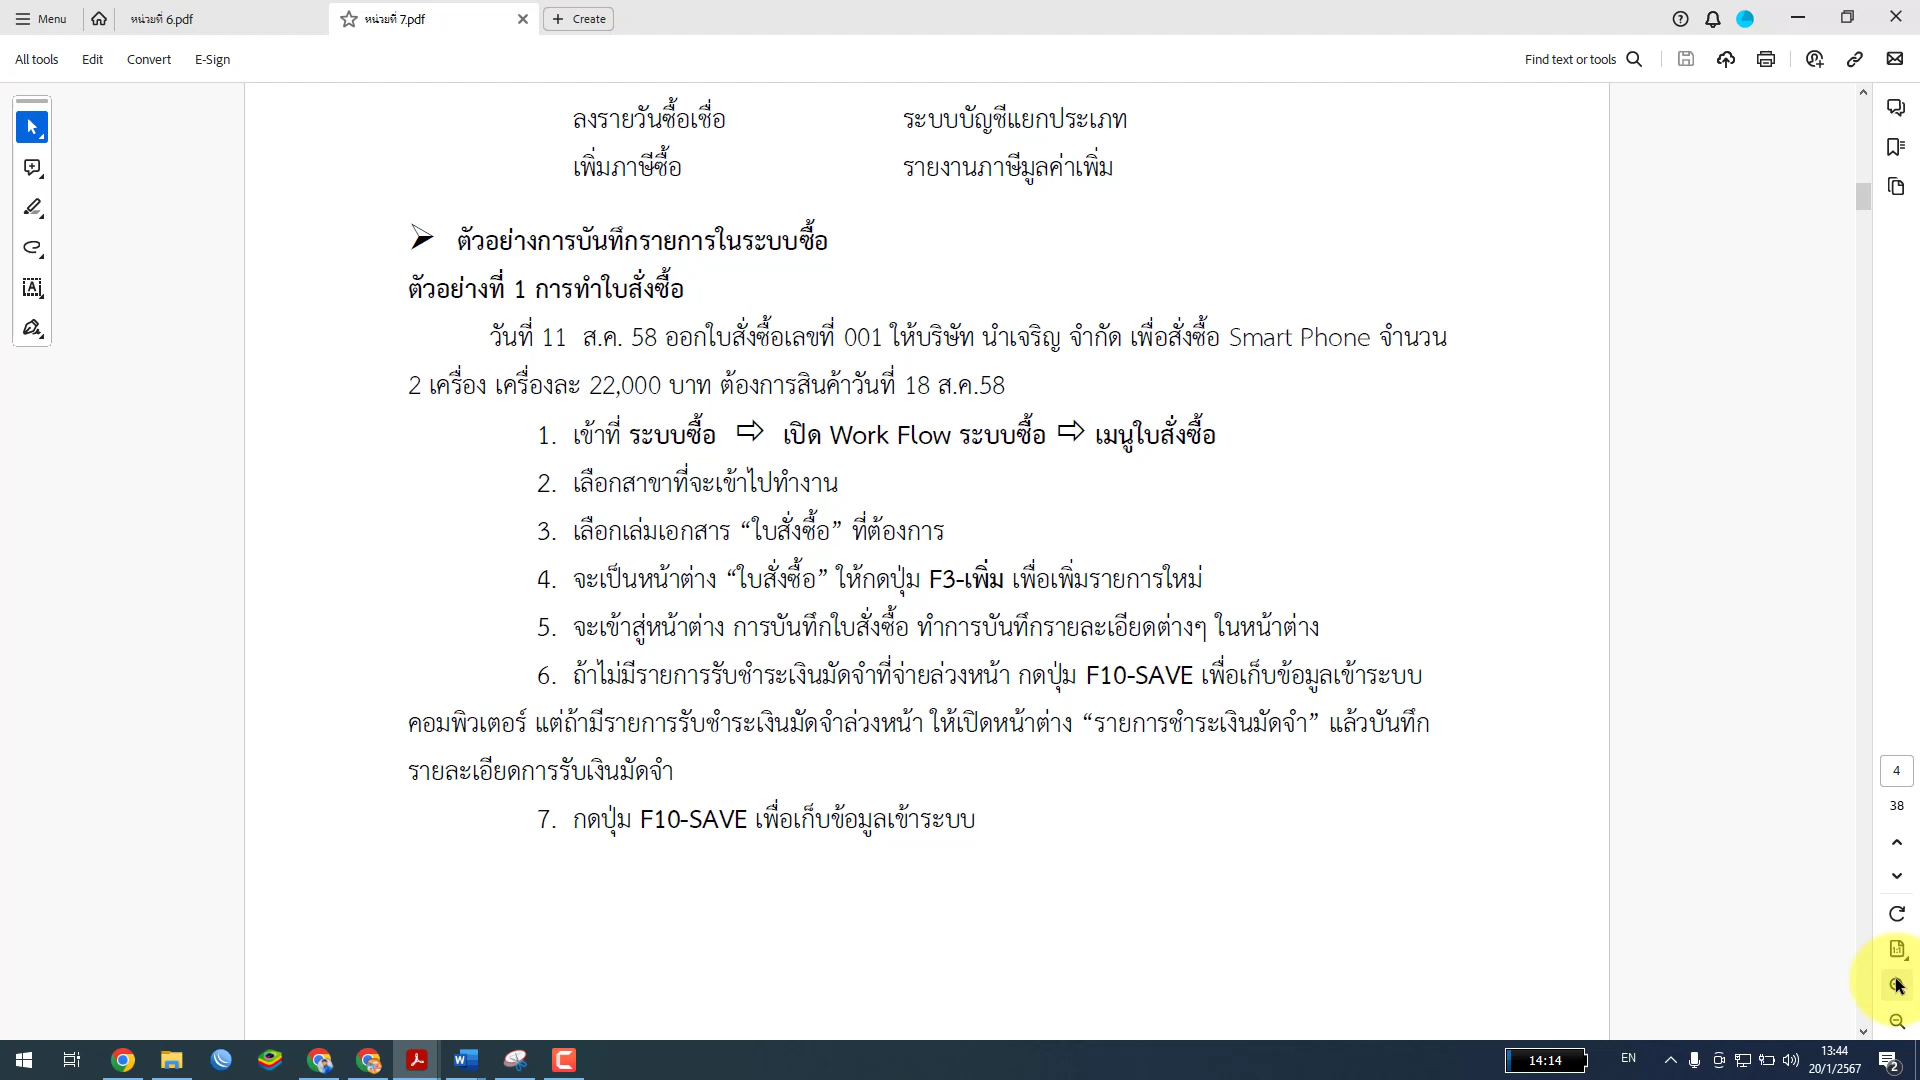 Menu
หน่วยที่ 6.pdf
หน่วยที่ 7.pdf
Create
All tools
Edit
Convert
E-Sign
Find text or tools
ลงรายวันซื้อเชื่อ ระบบบัญชีแยกประเภท
เพิ่มภาษีซื้อ รายงานภาษีมูลค่าเพิ่ม
➢ ตัวอย่างการบันทึกรายการในระบบซื้อ
ตัวอย่างที่ 1 การทำใบสั่งซื้อ
วันที่ 11 ส.ค. 58 ออกใบสั่งซื้อเลขที่ 001 ให้บริษัท นำเจริญ จำกัด เพื่อสั่งซื้อ Smart Phone จำนวน
2 เครื่อง เครื่องละ 22,000 บาท ต้องการสินค้าวันที่ 18 ส.ค.58
1. เข้าที่ ระบบซื้อ ⇨ เปิด Work Flow ระบบซื้อ ⇨ เมนูใบสั่งซื้อ
2. เลือกสาขาที่จะเข้าไปทำงาน
3. เลือกเล่มเอกสาร “ใบสั่งซื้อ” ที่ต้องการ
4. จะเป็นหน้าต่าง “ใบสั่งซื้อ” ให้กดปุ่ม F3-เพิ่ม เพื่อเพิ่มรายการใหม่
5. จะเข้าสู่หน้าต่าง การบันทึกใบสั่งซื้อ ทำการบันทึกรายละเอียดต่างๆ ในหน้าต่าง
6. ถ้าไม่มีรายการรับชำระเงินมัดจำที่จ่ายล่วงหน้า กดปุ่ม F10-SAVE เพื่อเก็บข้อมูลเข้าระบบ
คอมพิวเตอร์ แต่ถ้ามีรายการรับชำระเงินมัดจำล่วงหน้า ให้เปิดหน้าต่าง “รายการชำระเงินมัดจำ” แล้วบันทึก
รายละเอียดการรับเงินมัดจำ
7. กดปุ่ม F10-SAVE เพื่อเก็บข้อมูลเข้าระบบ
4
38
14:14
EN
13:44
20/1/2567
2